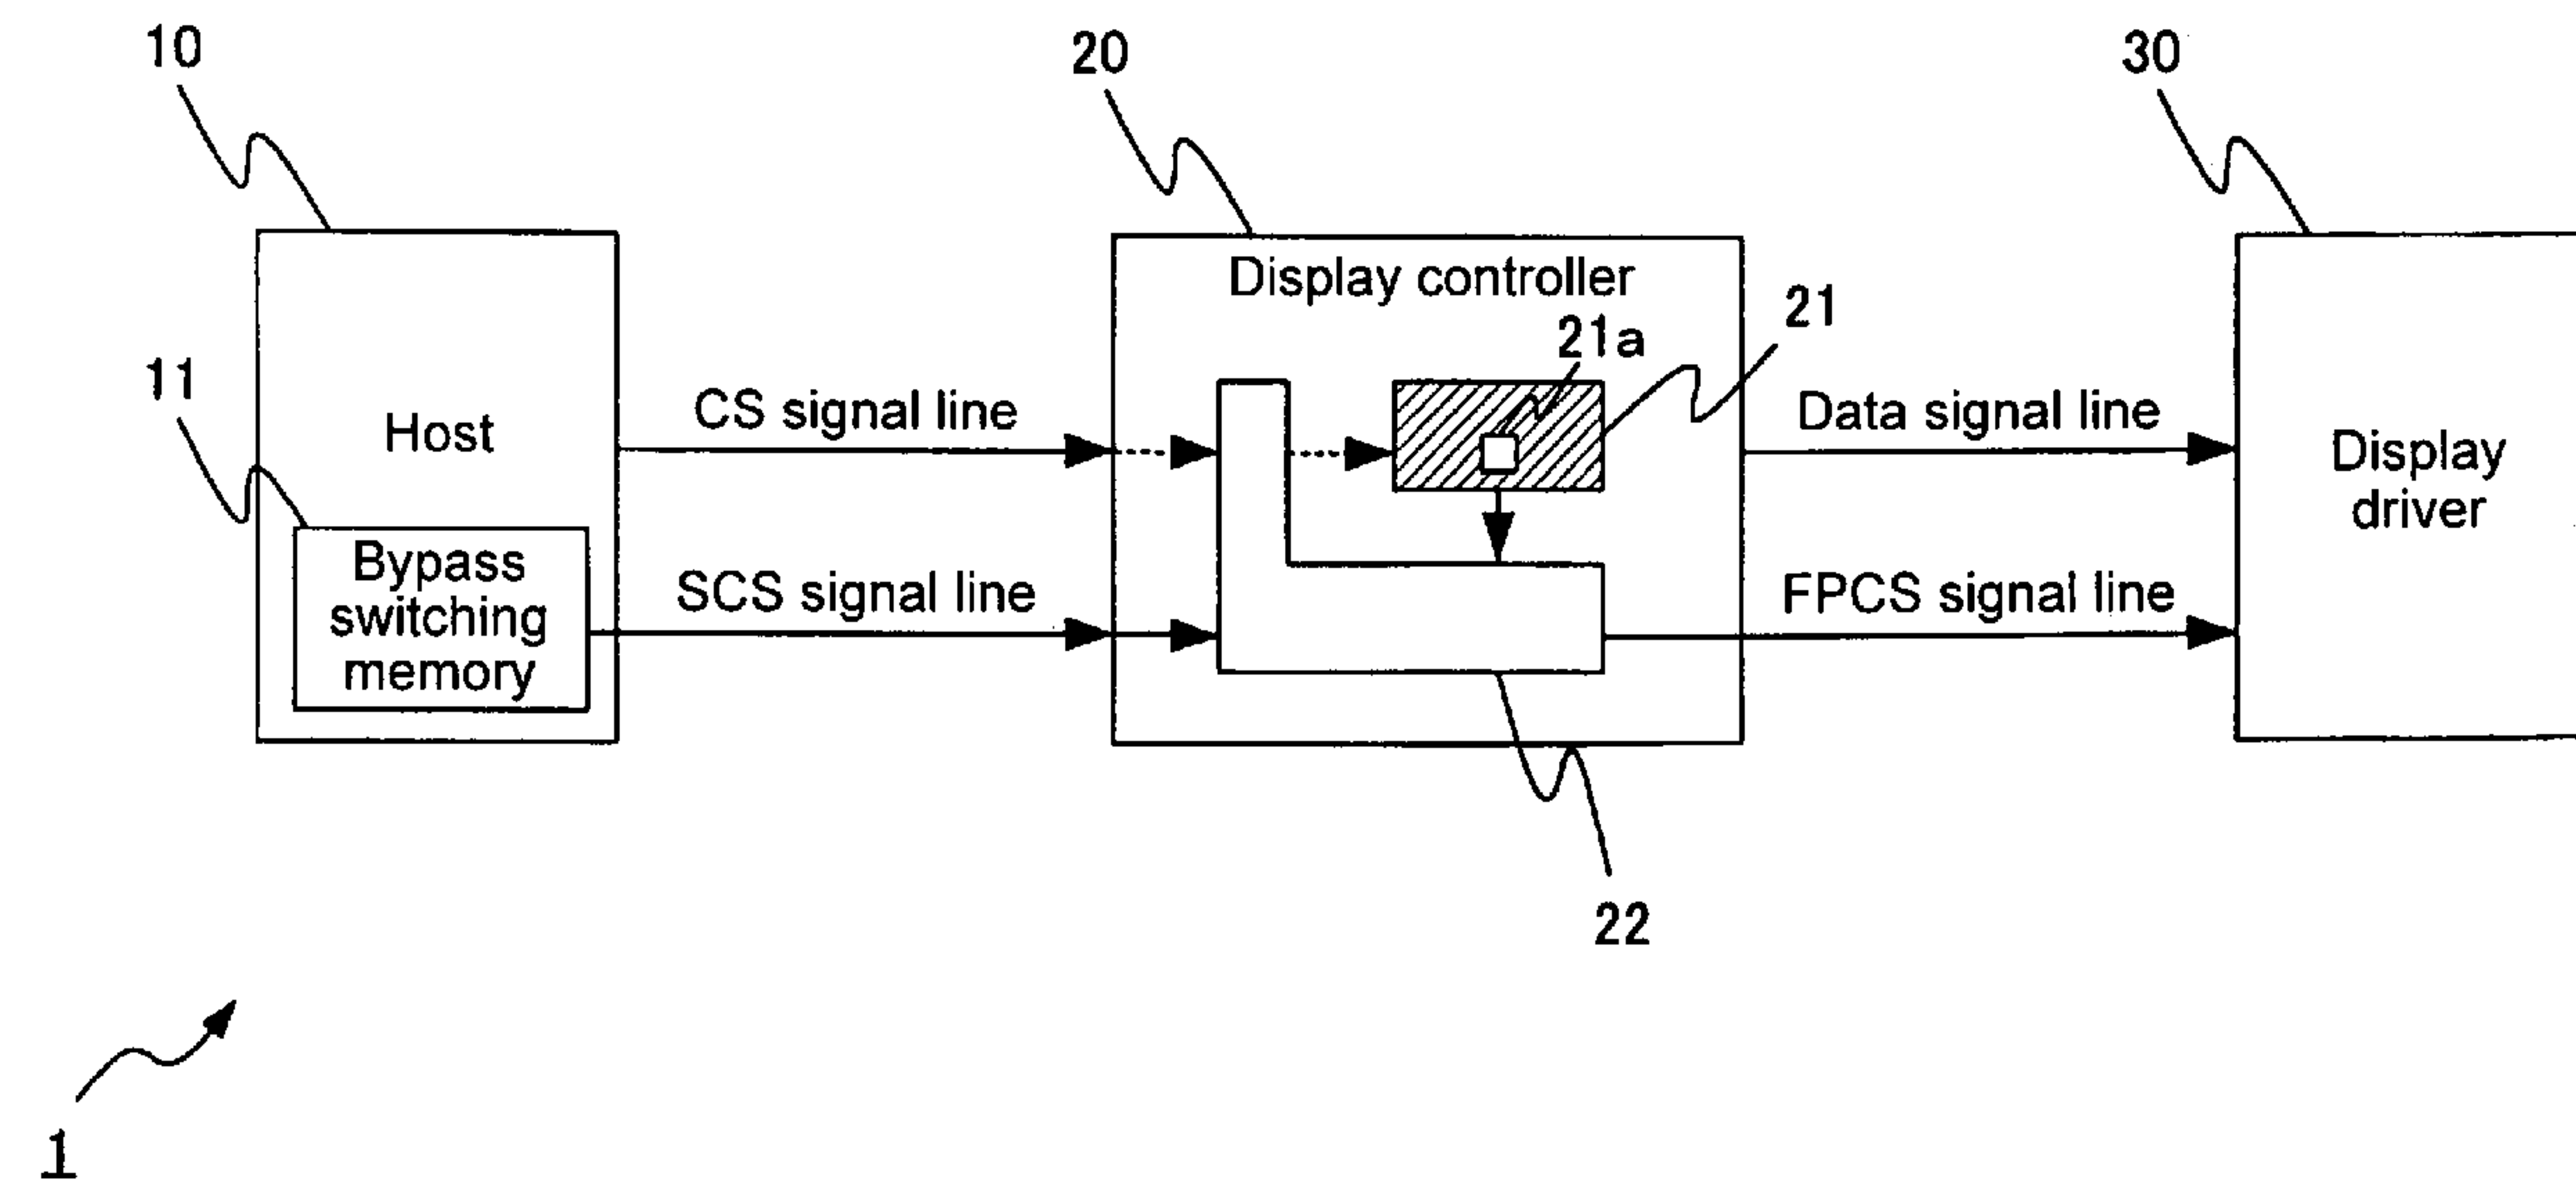 10
20
30
Display controller
21
21a
11
Host
CS signal line
Data signal line
Display
driver
Bypass
switching
memory
SCS signal line
FPCS signal line
22
1